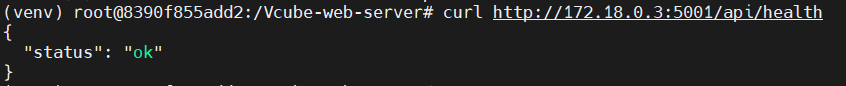 (venv) root@8390f855add2:/Vcube-web-server# curl http://172.18.0.3:5001/api/health
{
  "status": "ok"
}